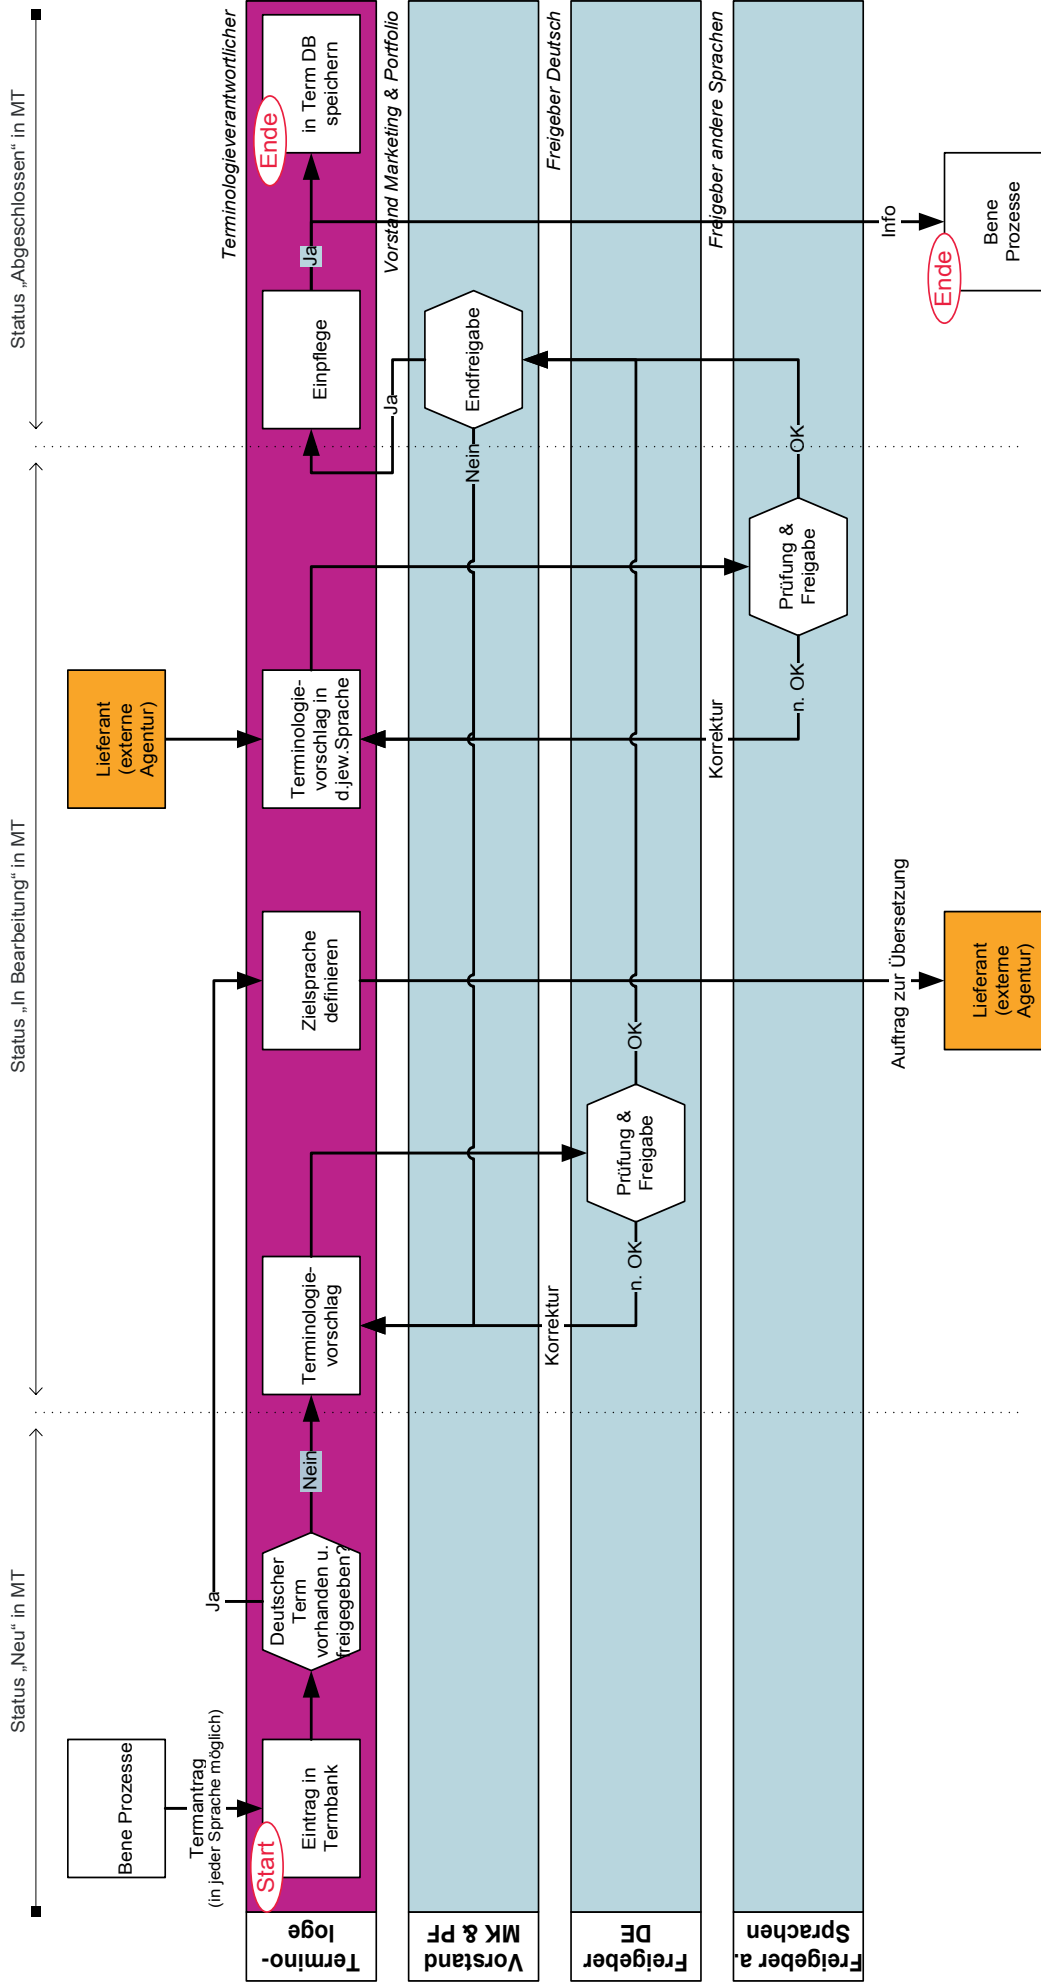 Status „Neu“ in MT
Status „In Bearbeitung“ in MT
Status „Abgeschlossen“ in MT
Bene Prozesse
Termantrag
(in jeder Sprache möglich)
Lieferant
(externe
Agentur)
Termino-
loge
Terminologieverantwortlicher
Start
Eintrag in
Termbank
Deutscher
Term
vorhanden u.
freigegeben?
Ja
Nein
Terminologie-
vorschlag
Zielsprache
definieren
Terminologie-
vorschlag in
d.jew.Sprache
Einpflege
Ja
Ende
in Term DB
speichern
Vorstand
MK & PF
Vorstand Marketing & Portfolio
Nein
Endfreigabe
Ja
Freigeber
DE
Freigeber Deutsch
Korrektur
n. OK
Prüfung &
Freigabe
OK
Freigeber a.
Sprachen
Freigeber andere Sprachen
Korrektur
n. OK
Prüfung &
Freigabe
OK
Auftrag zur Übersetzung
Lieferant
(externe
Agentur)
Info
Ende
Bene
Prozesse